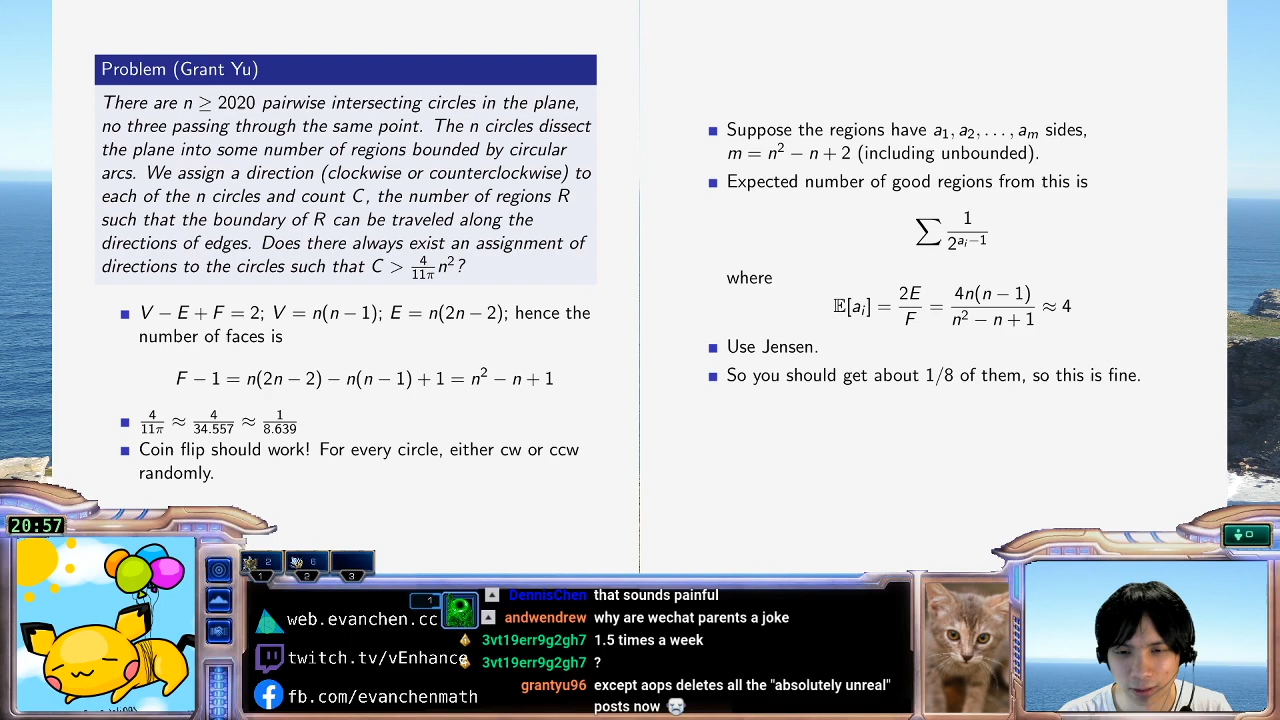 Problem (Grant Yu)
There are n ≥ 2020 pairwise intersecting circles in the plane,
no three passing through the same point. The n circles dissect
the plane into some number of regions bounded by circular
arcs. We assign a direction (clockwise or counterclockwise) to
each of the n circles and count C, the number of regions R
such that the boundary of R can be traveled along the
directions of edges. Does there always exist an assignment of
directions to the circles such that C > 4/11π n²?
V − E + F = 2; V = n(n − 1); E = n(2n − 2); hence the
number of faces is
F − 1 = n(2n − 2) − n(n − 1) + 1 = n² − n + 1
4/11π ≈ 4/34.557 ≈ 1/8.639
Coin flip should work! For every circle, either cw or ccw
randomly.
Suppose the regions have a₁, a₂, . . . , aₘ sides,
m = n² − n + 2 (including unbounded).
Expected number of good regions from this is
∑ 1/2^(aᵢ−1)
where
𝔼[aᵢ] = 2E/F = 4n(n − 1)/n² − n + 1 ≈ 4
Use Jensen.
So you should get about 1/8 of them, so this is fine.
20:57
2
6
1
2
3
1
web.evanchen.cc
twitch.tv/vEnhance
fb.com/evanchenmath
DennisChen that sounds painful
andwendrew why are wechat parents a joke
3vt19err9g2gh7 1.5 times a week
3vt19err9g2gh7 ?
grantyu96 except aops deletes all the "absolutely unreal"
posts now